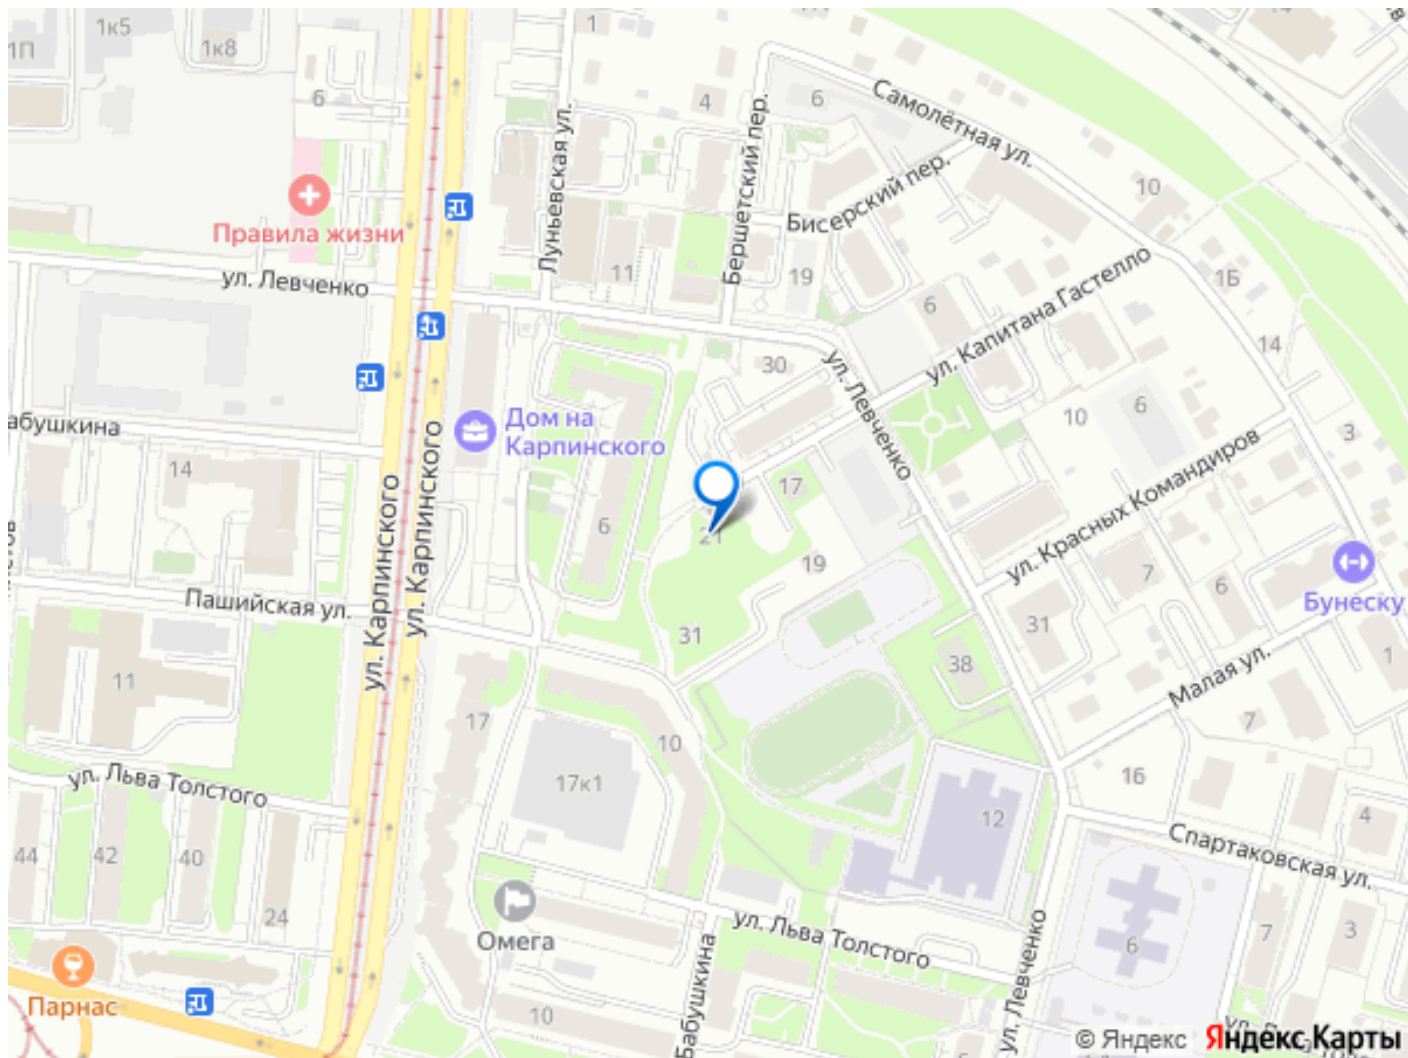 1к5
1П
1к8
1
6
4
6
Самолётная ул.
Луньевская ул.
Бершетский пер.
Бисерский пер.
10
Правила жизни
ул. Левченко
11
19
6
1Б
ул. Капитана Гастелло
14
30
ул. Левченко
Дом на
Карпинского
абушкина
10
6
3
14
ул. Карпинского
ул. Карпинского
17
ул. Красных Командиров
6
21
19
7
6
Бунеску
Пашийская ул.
31
31
38
1
11
Малая ул.
17
10
7
ул. Льва Толстого
17к1
16
12
4
Спартаковская ул.
44
42
40
24
Омега
ул. Льва Толстого
ул. Левченко
6
7
3
Парнас
10
Бабушкина
© Яндекс Яндекс Карты